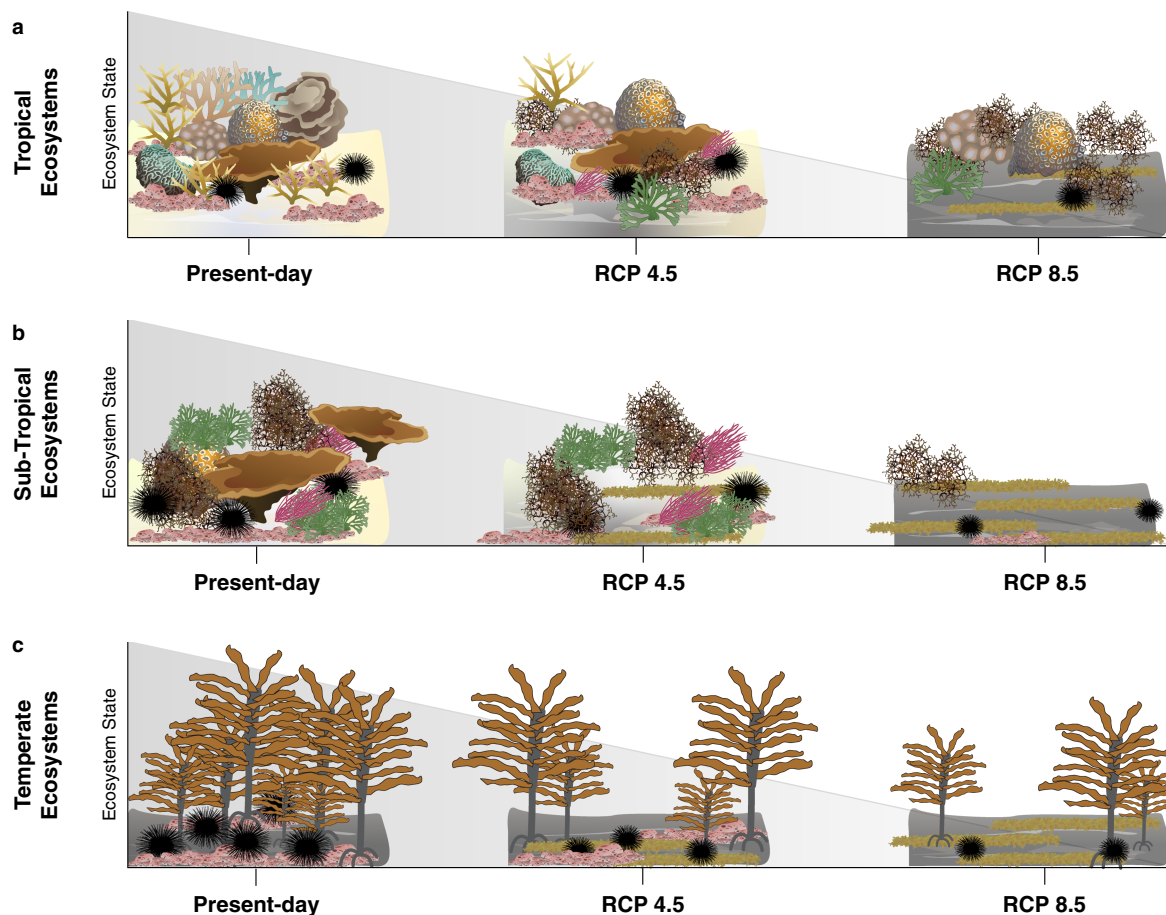 a
Tropical
Ecosystems
Ecosystem State
Present-day
RCP 4.5
RCP 8.5
b
Sub-Tropical
Ecosystems
Ecosystem State
Present-day
RCP 4.5
RCP 8.5
c
Temperate
Ecosystems
Ecosystem State
Present-day
RCP 4.5
RCP 8.5